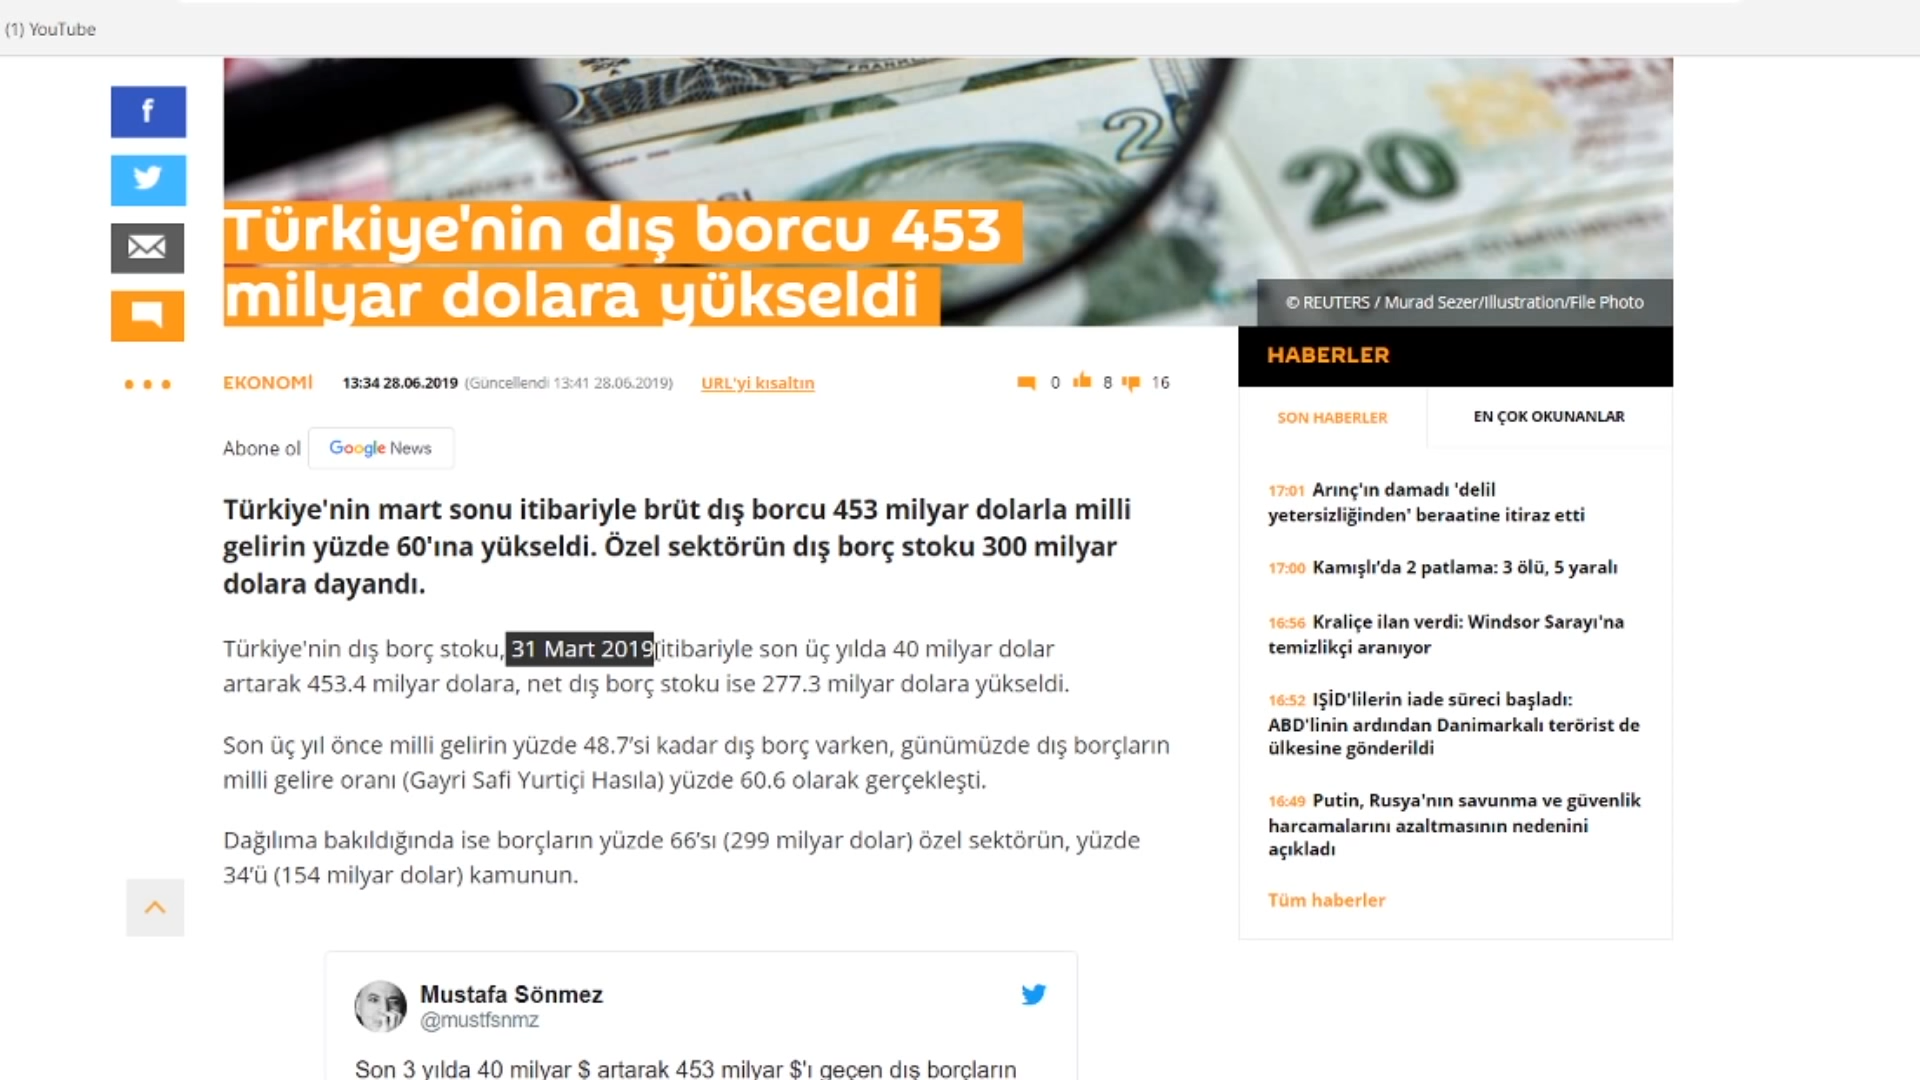 (1) YouTube
f
20
Türkiye'nin dış borcu 453
milyar dolara yükseldi
© REUTERS / Murad Sezer/Illustration/File Photo
EKONOMİ 13:34 28.06.2019 (Güncellendi 13:41 28.06.2019) URL'yi kısaltın 0 8 16
Abone ol Google News
Türkiye'nin mart sonu itibariyle brüt dış borcu 453 milyar dolarla milli
gelirin yüzde 60'ına yükseldi. Özel sektörün dış borç stoku 300 milyar
dolara dayandı.
Türkiye'nin dış borç stoku, 31 Mart 2019 itibariyle son üç yılda 40 milyar dolar
artarak 453.4 milyar dolara, net dış borç stoku ise 277.3 milyar dolara yükseldi.
Son üç yıl önce milli gelirin yüzde 48.7’si kadar dış borç varken, günümüzde dış borçların
milli gelire oranı (Gayri Safi Yurtiçi Hasıla) yüzde 60.6 olarak gerçekleşti.
Dağılıma bakıldığında ise borçların yüzde 66’sı (299 milyar dolar) özel sektörün, yüzde
34’ü (154 milyar dolar) kamunun.
Mustafa Sönmez
@mustfsnmz
Son 3 yılda 40 milyar $ artarak 453 milyar $'ı geçen dış borçların
HABERLER
SON HABERLER
EN ÇOK OKUNANLAR
17:01 Arınç'ın damadı 'delil
yetersizliğinden' beraatine itiraz etti
17:00 Kamışlı’da 2 patlama: 3 ölü, 5 yaralı
16:56 Kraliçe ilan verdi: Windsor Sarayı'na
temizlikçi aranıyor
16:52 IŞİD'lilerin iade süreci başladı:
ABD'linin ardından Danimarkalı terörist de
ülkesine gönderildi
16:49 Putin, Rusya'nın savunma ve güvenlik
harcamalarını azaltmasının nedenini
açıkladı
Tüm haberler